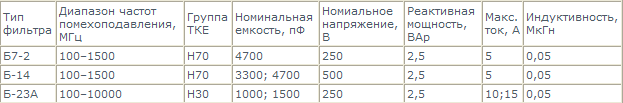 Тип фильтра | Диапазон частот помехоподавления, МГц | Группа ТКЕ | Номинальная емкость, пФ | Номиальное напряжение, В | Реактивная мощность, ВАр | Макс. ток, А | Индуктивность, МкГн
Б7-2 | 100–1500 | Н70 | 4700 | 250 | 2,5 | 5 | 0,05
Б-14 | 100–1500 | Н70 | 3300; 4700 | 500 | 2,5 | 5 | 0,05
Б-23А | 100–10000 | Н30 | 1000; 1500 | 250 | 2,5 | 10;15 | 0,05